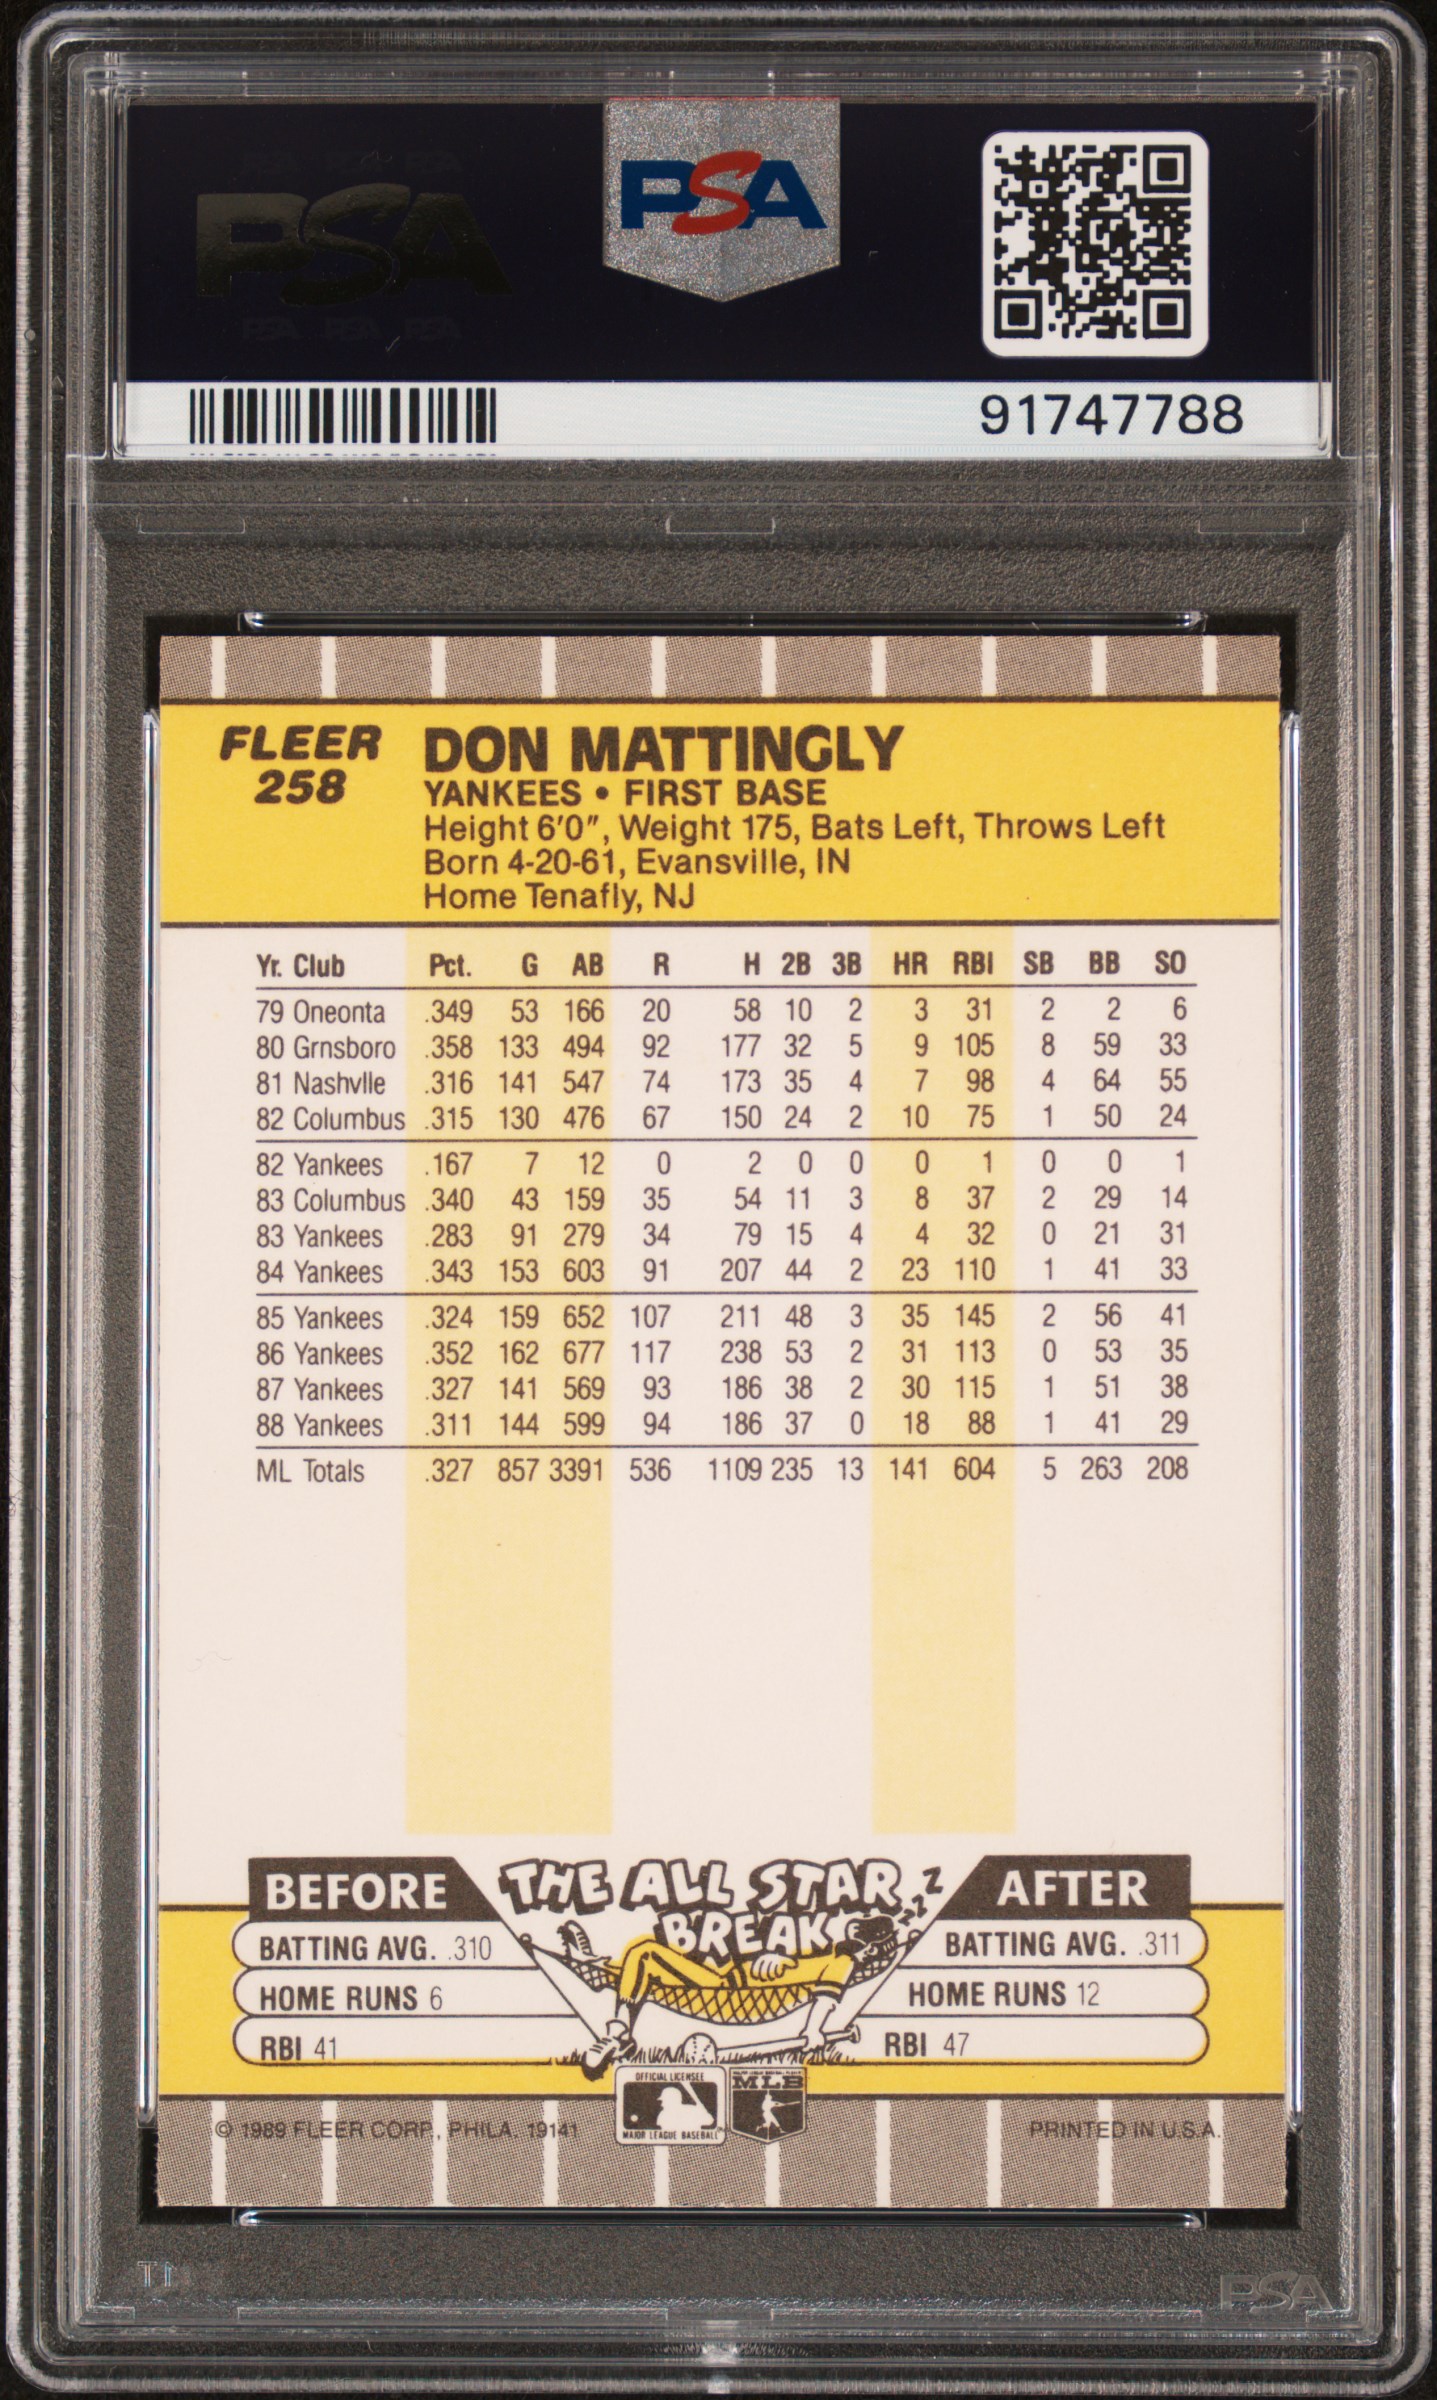 PSA
PSA
91747788
FLEER
258
DON MATTINGLY
YANKEES • FIRST BASE
Height 6'0", Weight 175, Bats Left, Throws Left
Born 4-20-61, Evansville, IN
Home Tenafly, NJ
Yr. Club Pct. G AB R H 2B 3B HR RBI SB BB SO
79 Oneonta .349 53 166 20 58 10 2 3 31 2 2 6
80 Grnsboro .358 133 494 92 177 32 5 9 105 8 59 33
81 Nashvlle .316 141 547 74 173 35 4 7 98 4 64 55
82 Columbus .315 130 476 67 150 24 2 10 75 1 50 24
82 Yankees .167 7 12 0 2 0 0 0 1 0 0 1
83 Columbus .340 43 159 35 54 11 3 8 37 2 29 14
83 Yankees .283 91 279 34 79 15 4 4 32 0 21 31
84 Yankees .343 153 603 91 207 44 2 23 110 1 41 33
85 Yankees .324 159 652 107 211 48 3 35 145 2 56 41
86 Yankees .352 162 677 117 238 53 2 31 113 0 53 35
87 Yankees .327 141 569 93 186 38 2 30 115 1 51 38
88 Yankees .311 144 599 94 186 37 0 18 88 1 41 29
ML Totals .327 857 3391 536 1109 235 13 141 604 5 263 208
BEFORE
THE ALL STAR
BREAK
ZZZZ
AFTER
BATTING AVG. .310
HOME RUNS 6
RBI 41
BATTING AVG. .311
HOME RUNS 12
RBI 47
OFFICIAL LICENSEE
MAJOR LEAGUE BASEBALL
MLB
© 1989 FLEER CORP., PHILA. 19141
PRINTED IN U.S.A.
PSA